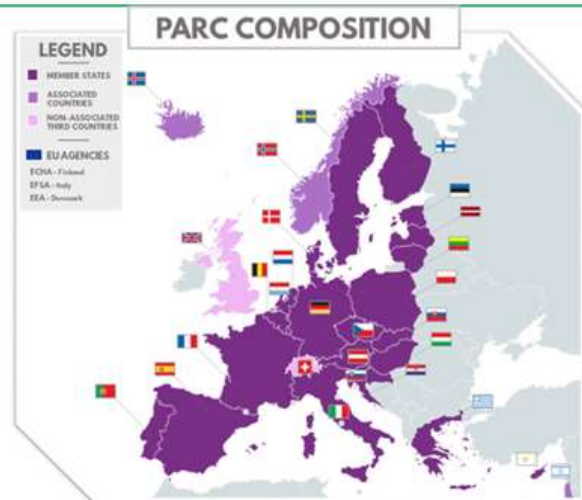 PARC COMPOSITION
LEGEND
MEMBER STATES
ASSOCIATED
COUNTRIES
NON-ASSOCIATED
THIRD COUNTRIES
EU AGENCIES
ECHA - Finland
EFSA - Italy
EEA - Denmark